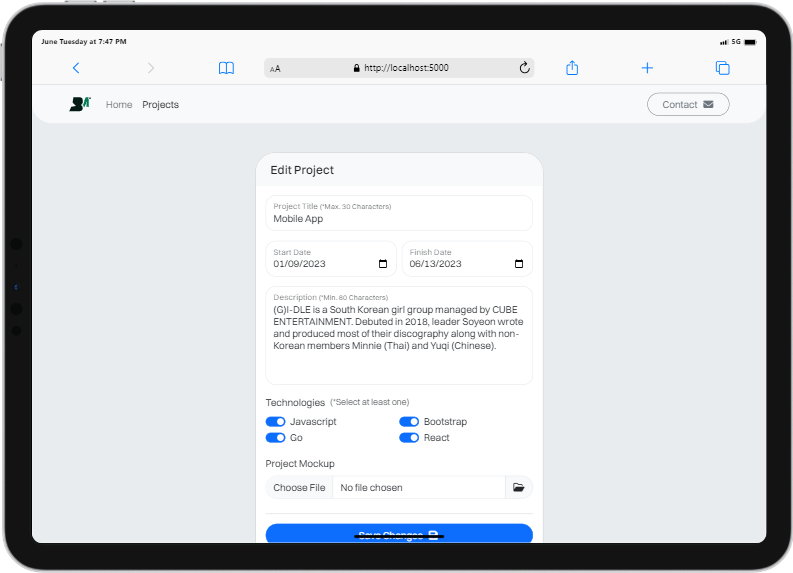 June Tuesday at 7:47 PM
5G
AA
http://localhost:5000
Home
Projects
Contact
Edit Project
Project Title (*Max. 30 Characters)
Mobile App
Start Date
01/09/2023
Finish Date
06/13/2023
Description (*Min. 80 Characters)
(G)I-DLE is a South Korean girl group managed by CUBE
ENTERTAINMENT. Debuted in 2018, leader Soyeon wrote
and produced most of their discography along with non-
Korean members Minnie (Thai) and Yuqi (Chinese).
Technologies (*Select at least one)
Javascript
Bootstrap
Go
React
Project Mockup
Choose File
No file chosen
Save Changes